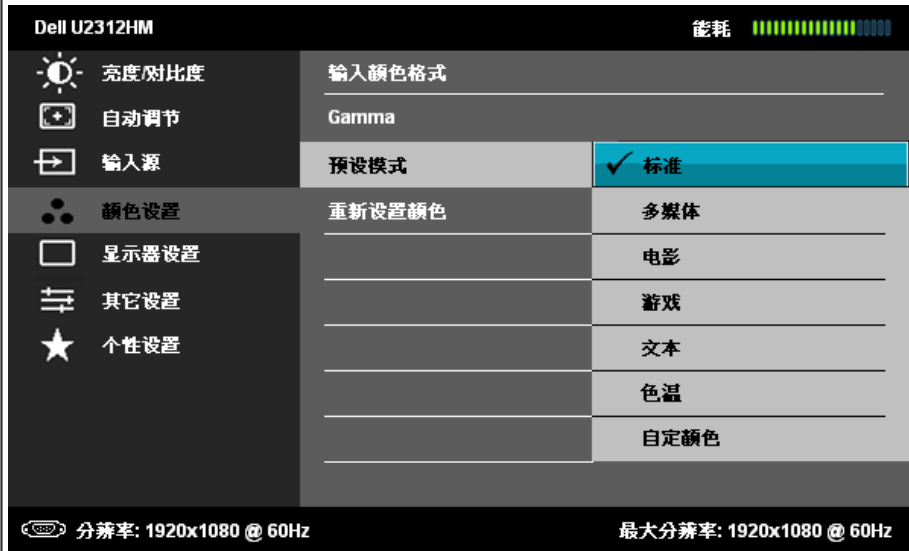 Dell U2312HM
能耗
亮度/对比度
自动调节
输入源
颜色设置
显示器设置
其它设置
个性设置
输入颜色格式
Gamma
预设模式
重新设置颜色
标准
多媒体
电影
游戏
文本
色温
自定颜色
分辨率: 1920x1080 @ 60Hz
最大分辨率: 1920x1080 @ 60Hz